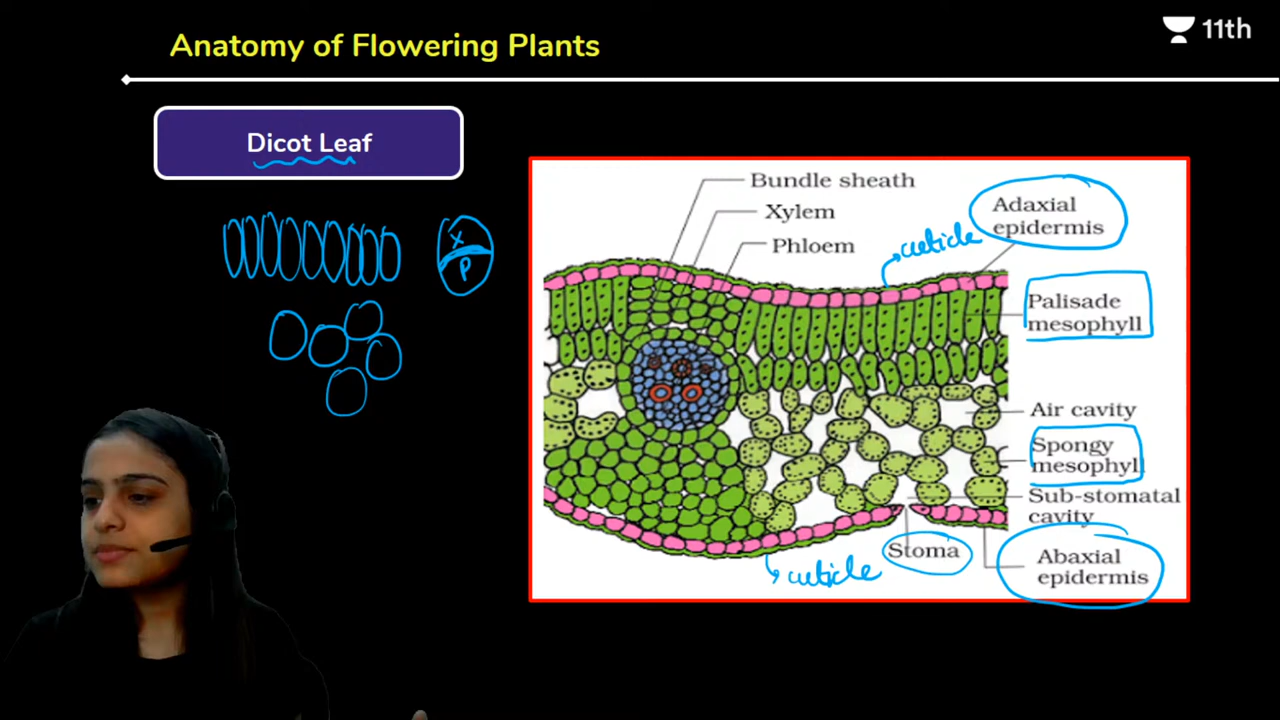 Anatomy of Flowering Plants
11th
Dicot Leaf
X
P
Bundle sheath
Xylem
Phloem
cuticle
Adaxial
epidermis
Palisade
mesophyll
Air cavity
Spongy
mesophyll
Sub-stomatal
cavity
Stoma
cuticle
Abaxial
epidermis